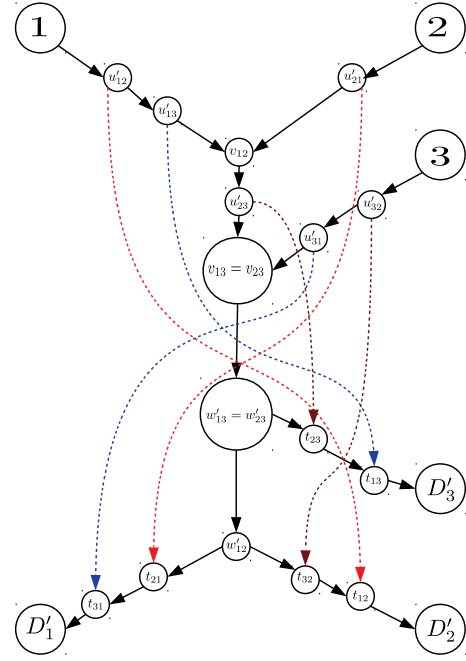 1 2
u′₁₂ u′₂₁
u′₁₃
v₁₂ 3
u′₂₃ u′₃₂
u′₃₁
v₁₃ = v₂₃
w′₁₃ = w′₂₃
t₂₃
t₁₃ D′₃
w′₁₂
t₂₁ t₃₂
t₃₁ t₁₂
D′₁ D′₂